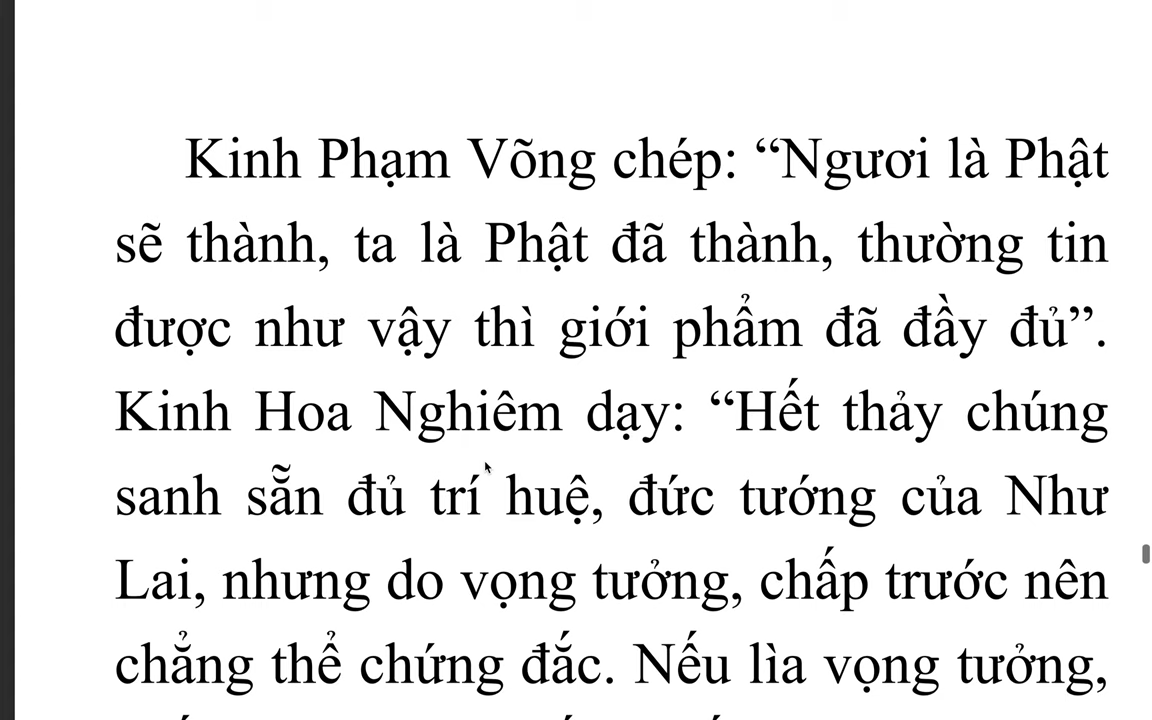 Kinh Phạm Võng chép: “Ngươi là Phật
sẽ thành, ta là Phật đã thành, thường tin
được như vậy thì giới phẩm đã đầy đủ”.
Kinh Hoa Nghiêm dạy: “Hết thảy chúng
sanh sẵn đủ trí huệ, đức tướng của Như
Lai, nhưng do vọng tưởng, chấp trước nên
chẳng thể chứng đắc. Nếu lìa vọng tưởng,